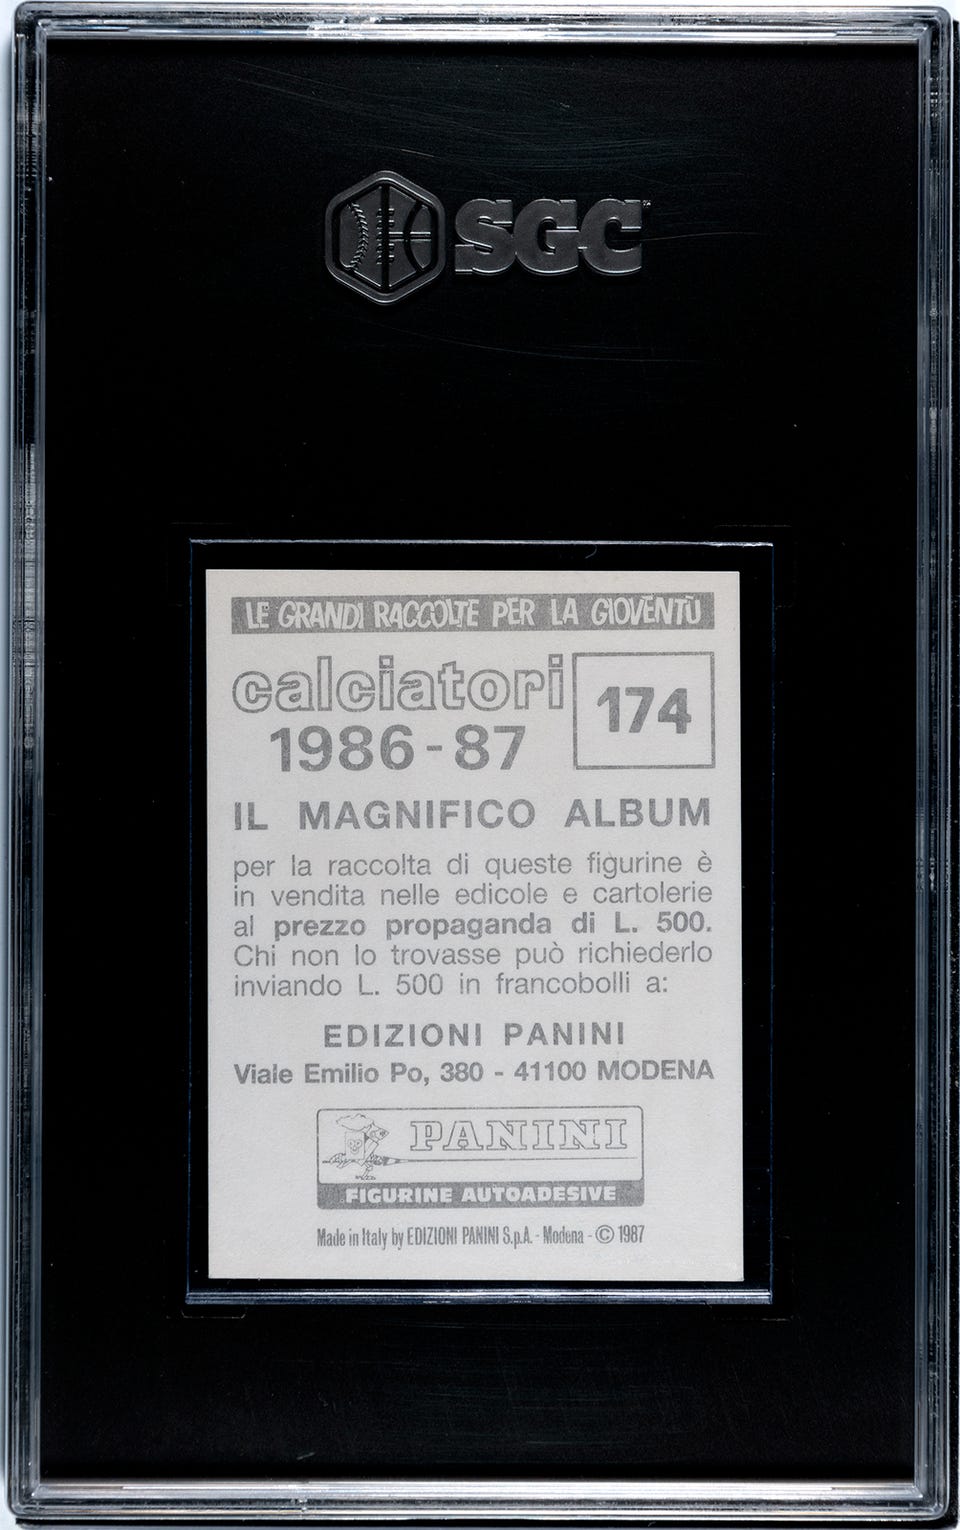 SGC
LE GRANDI RACCOLTE PER LA GIOVENTÙ
calciatori
1986-87
174
IL MAGNIFICO ALBUM
per la raccolta di queste figurine è
in vendita nelle edicole e cartolerie
al prezzo propaganda di L. 500.
Chi non lo trovasse può richiederlo
inviando L. 500 in francobolli a:
EDIZIONI PANINI
Viale Emilio Po, 380 - 41100 MODENA
PANINI
FIGURINE AUTOADESIVE
Made in Italy by EDIZIONI PANINI S.p.A. - Modena - © 1987